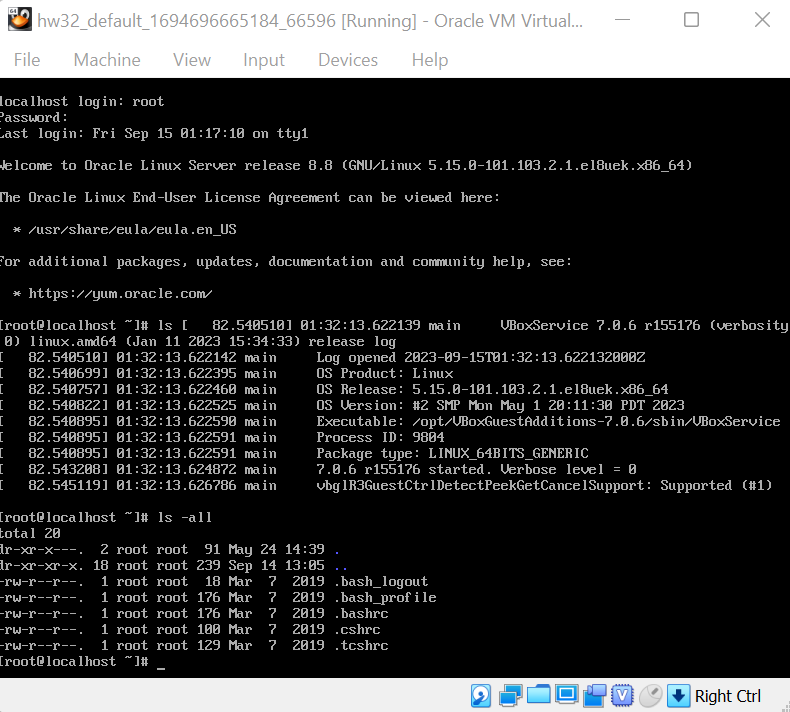 hw32_default_1694696665184_66596 [Running] - Oracle VM Virtual...
File Machine View Input Devices Help
localhost login: root
Password:
Last login: Fri Sep 15 01:17:10 on tty1
Welcome to Oracle Linux Server release 8.8 (GNU/Linux 5.15.0-101.103.2.1.el8uek.x86_64)
The Oracle Linux End-User License Agreement can be viewed here:
* /usr/share/eula/eula.en_US
For additional packages, updates, documentation and community help, see:
* https://yum.oracle.com/
[root@localhost ~]# ls [   82.540510] 01:32:13.622139 main     VBoxService 7.0.6 r155176 (verbosity
 0) linux.amd64 (Jan 11 2023 15:34:33) release log
[   82.540510] 01:32:13.622142 main     Log opened 2023-09-15T01:32:13.622132000Z
[   82.540699] 01:32:13.622395 main     OS Product: Linux
[   82.540757] 01:32:13.622460 main     OS Release: 5.15.0-101.103.2.1.el8uek.x86_64
[   82.540822] 01:32:13.622525 main     OS Version: #2 SMP Mon May 1 20:11:30 PDT 2023
[   82.540895] 01:32:13.622590 main     Executable: /opt/VBoxGuestAdditions-7.0.6/sbin/VBoxService
[   82.540895] 01:32:13.622591 main     Process ID: 9804
[   82.540895] 01:32:13.622591 main     Package type: LINUX_64BITS_GENERIC
[   82.543208] 01:32:13.624872 main     7.0.6 r155176 started. Verbose level = 0
[   82.545119] 01:32:13.626786 main     vbglR3GuestCtrlDetectPeekGetCancelSupport: Supported (#1)
[root@localhost ~]# ls -all
total 20
dr-xr-x---.  2 root root  91 May 24 14:39 .
dr-xr-xr-x. 18 root root 239 Sep 14 13:05 ..
-rw-r--r--.  1 root root  18 Mar  7  2019 .bash_logout
-rw-r--r--.  1 root root 176 Mar  7  2019 .bash_profile
-rw-r--r--.  1 root root 176 Mar  7  2019 .bashrc
-rw-r--r--.  1 root root 100 Mar  7  2019 .cshrc
-rw-r--r--.  1 root root 129 Mar  7  2019 .tcshrc
[root@localhost ~]# _
Right Ctrl